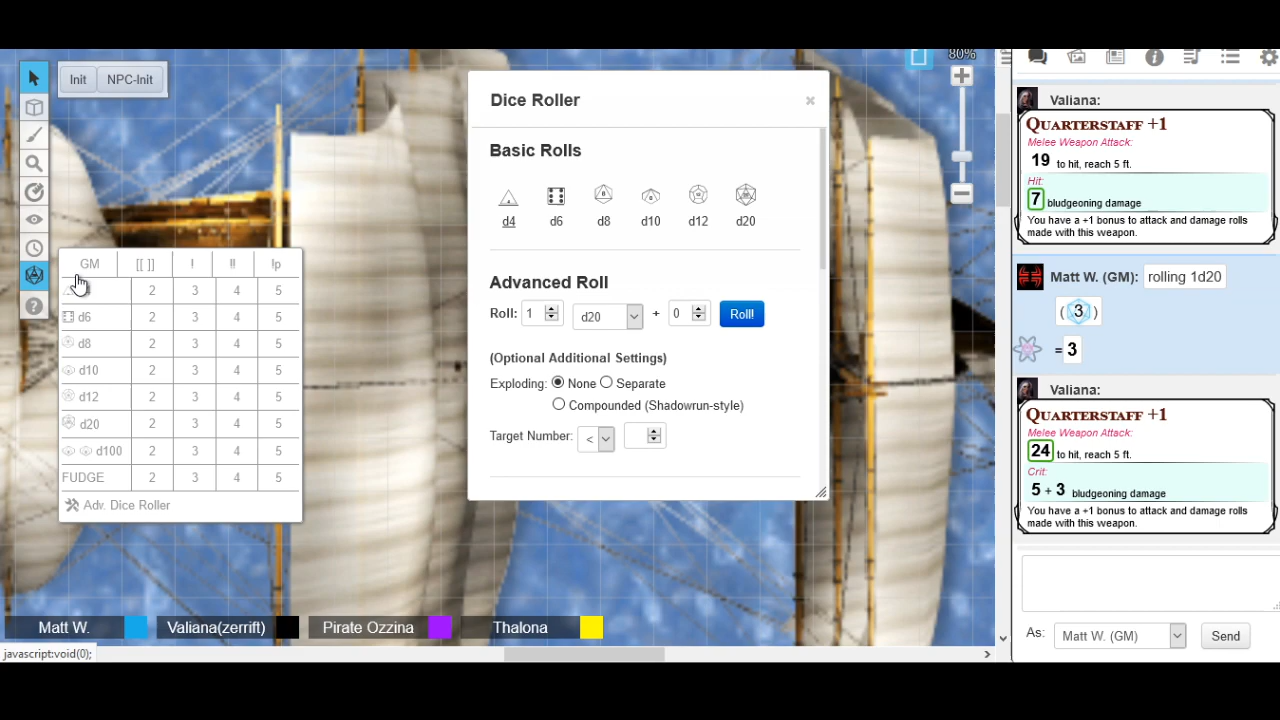 Init NPC-Init
80%
GM [[ ]] ! !! !p
2 3 4 5
d6 2 3 4 5
d8 2 3 4 5
d10 2 3 4 5
d12 2 3 4 5
d20 2 3 4 5
d100 2 3 4 5
FUDGE 2 3 4 5
Adv. Dice Roller
Dice Roller ×
Basic Rolls
d4 d6 d8 d10 d12 d20
Advanced Roll
Roll: 1 d20 + 0 Roll!
(Optional Additional Settings)
Exploding: None Separate
Compounded (Shadowrun-style)
Target Number: <
Valiana:
QUARTERSTAFF +1
Melee Weapon Attack:
19 to hit, reach 5 ft.
Hit:
7 bludgeoning damage
You have a +1 bonus to attack and damage rolls
made with this weapon.
Matt W. (GM): rolling 1d20
(3)
= 3
Valiana:
QUARTERSTAFF +1
Melee Weapon Attack:
24 to hit, reach 5 ft.
Crit:
5 + 3 bludgeoning damage
You have a +1 bonus to attack and damage rolls
made with this weapon.
As: Matt W. (GM) Send
Matt W. Valiana(zerrift) Pirate Ozzina Thalona
javascript:void(0);